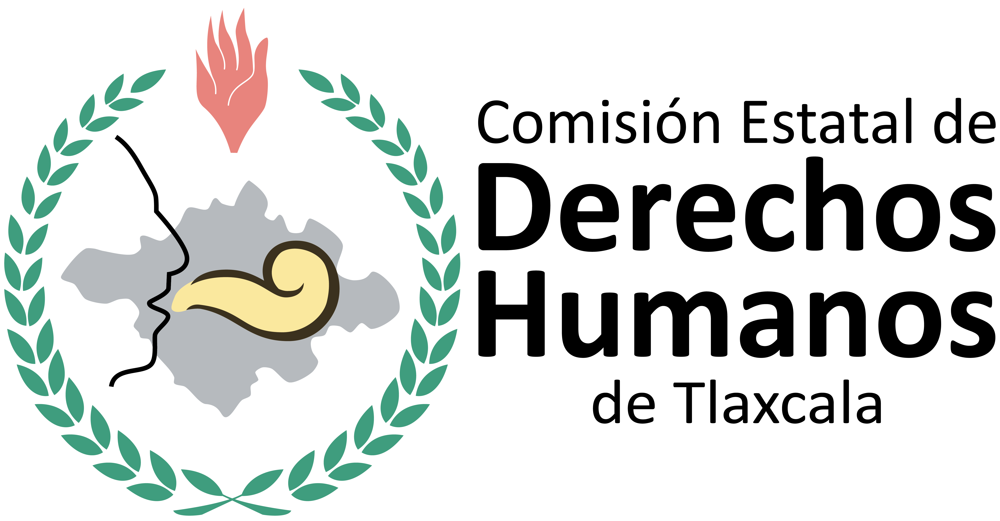 Comisión Estatal de
Derechos
Humanos
de Tlaxcala